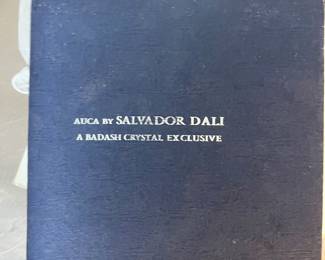 AUCA BY SALVADOR DALI
A BADASH CRYSTAL EXCLUSIVE